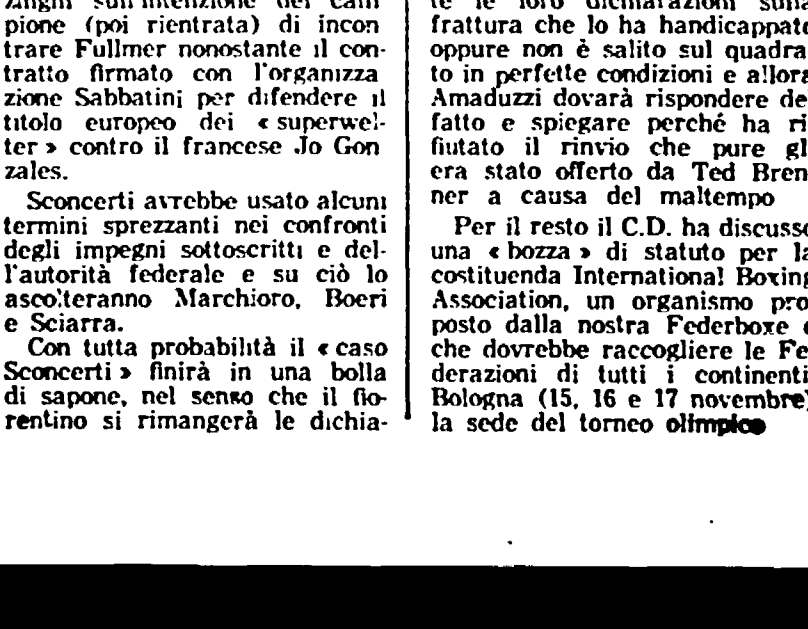 pione (poi rientrata) di incon
trare Fullmer nonostante il con-
tratto firmato con l'organizza
zione Sabbatini per difendere il
titolo europeo dei « superwel-
ter » contro il francese Jo Gon
zales.
Sconcerti avrebbe usato alcuni
termini sprezzanti nei confronti
degli impegni sottoscritti e del-
l'autorità federale e su ciò lo
ascolteranno Marchioro, Boeri
e Sciarra.
Con tutta probabilità il « caso
Sconcerti » finirà in una bolla
di sapone, nel senso che il fio-
rentino si rimangerà le dichia-
te le loro dichiarazioni sulla
frattura che lo ha handicappato
oppure non è salito sul quadra
to in perfette condizioni e allora
Amaduzzi dovarà rispondere del
fatto e spiegare perché ha ri
fiutato il rinvio che pure gli
era stato offerto da Ted Bren
ner a causa del maltempo
Per il resto il C.D. ha discusso
una « bozza » di statuto per la
costituenda International Boxing
Association, un organismo pro
posto dalla nostra Federboxe e
che dovrebbe raccogliere le Fe
derazioni di tutti i continenti
Bologna (15, 16 e 17 novembre)
la sede del torneo olimpico